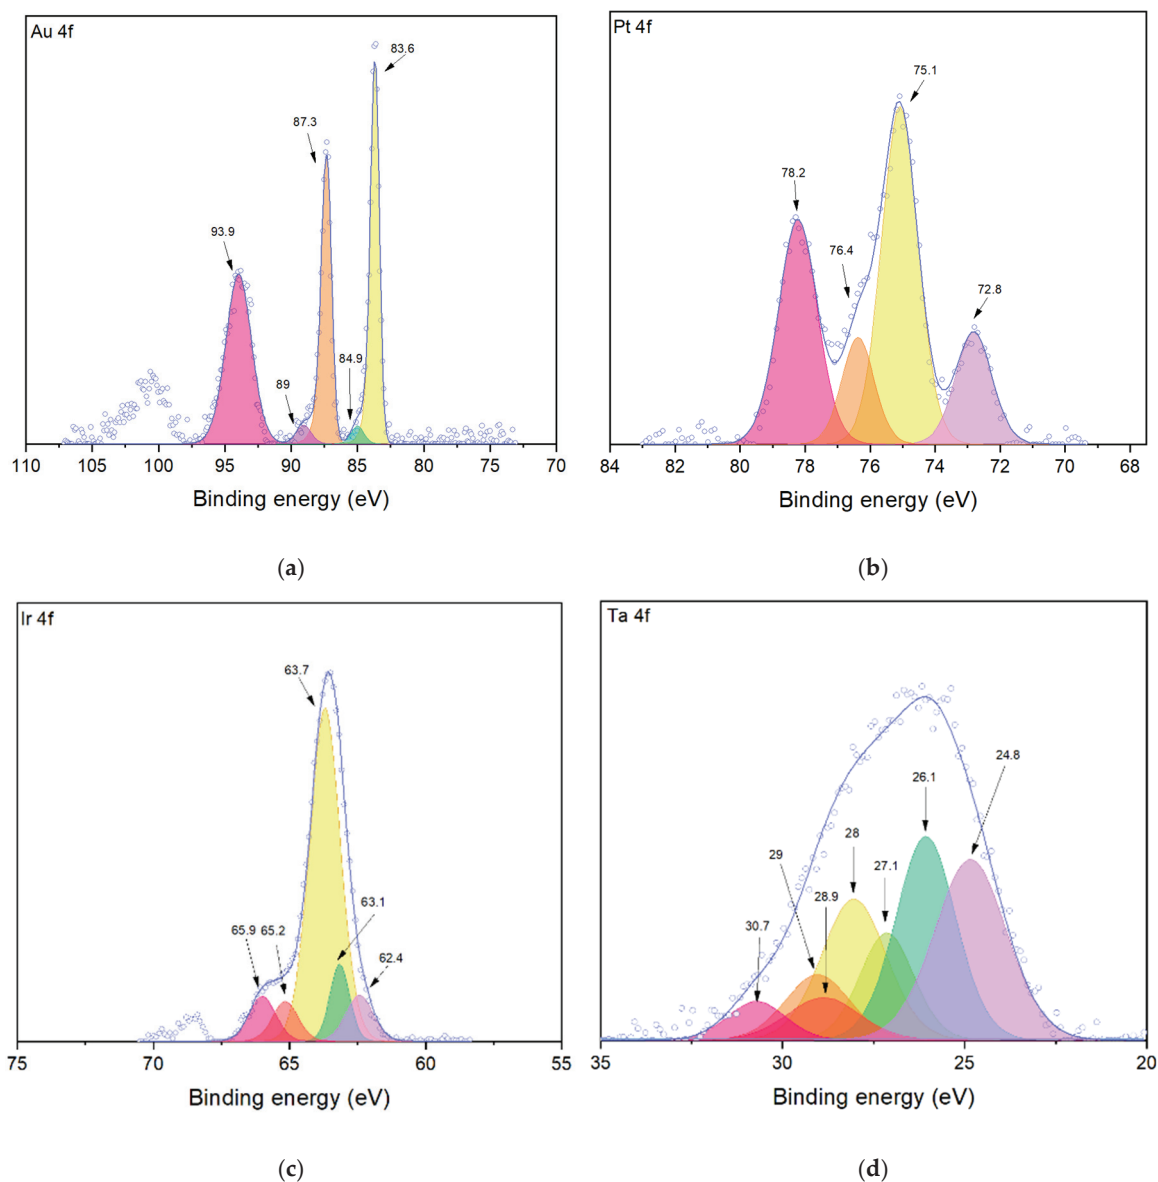 Au 4f
83.6
87.3
93.9
89
84.9
110 105 100 95 90 85 80 75 70
Binding energy (eV)
(a)
Pt 4f
75.1
78.2
76.4
72.8
84 82 80 78 76 74 72 70 68
Binding energy (eV)
(b)
Ir 4f
63.7
65.9 65.2
63.1
62.4
75 70 65 60 55
Binding energy (eV)
(c)
Ta 4f
24.8
26.1
28
29
27.1
28.9
30.7
35 30 25 20
Binding energy (eV)
(d)